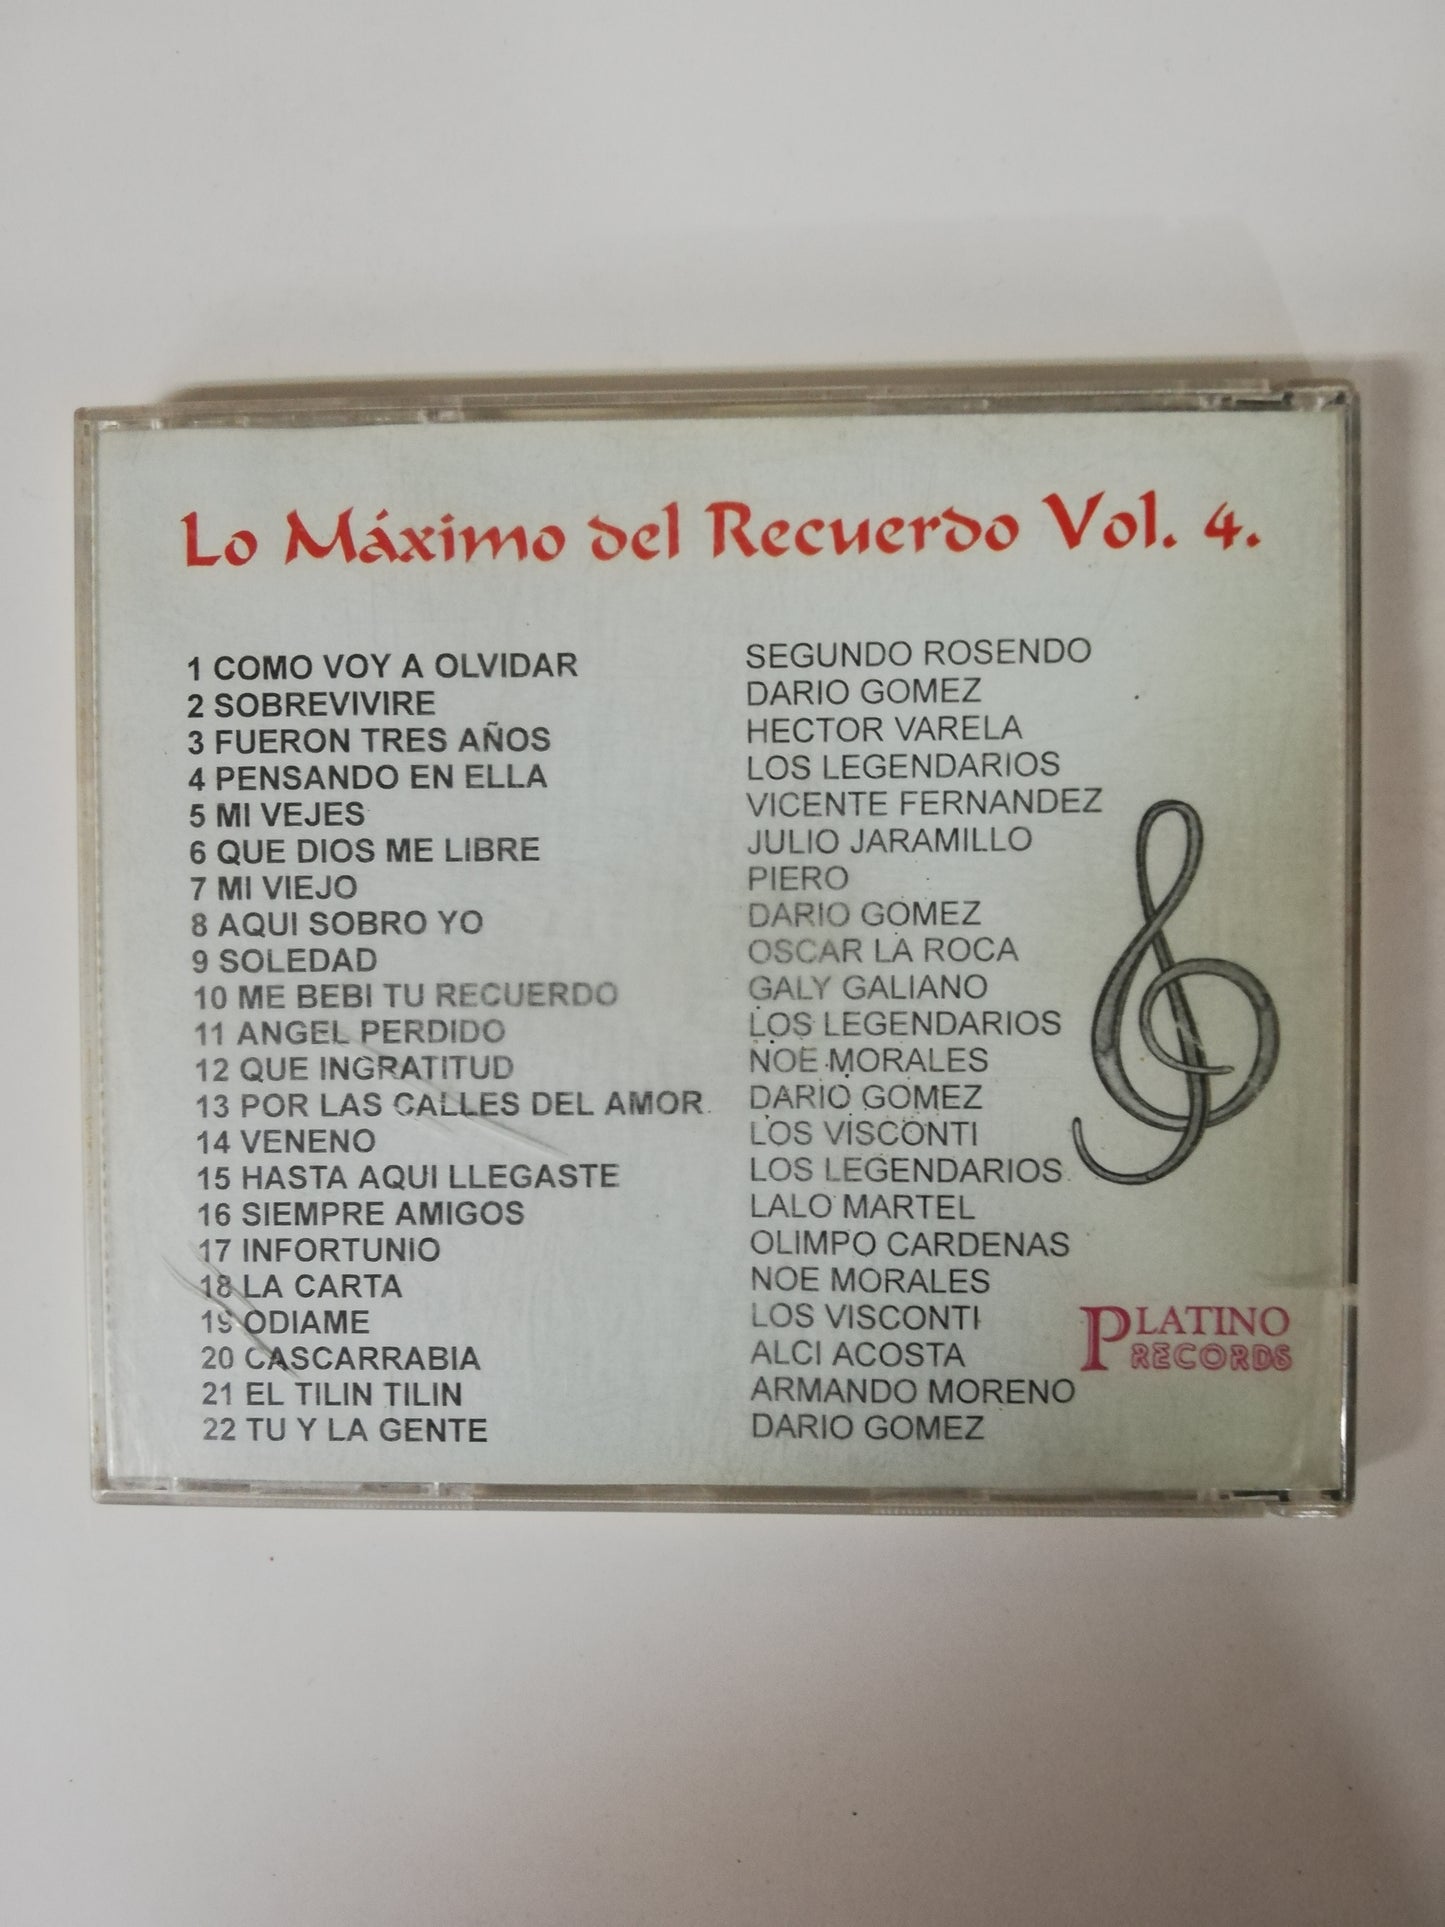 Lo Máximo del Recuerdo Vol. 4.
1 COMO VOY A OLVIDAR SEGUNDO ROSENDO
2 SOBREVIVIRE DARIO GOMEZ
3 FUERON TRES AÑOS HECTOR VARELA
4 PENSANDO EN ELLA LOS LEGENDARIOS
5 MI VEJES VICENTE FERNANDEZ
6 QUE DIOS ME LIBRE JULIO JARAMILLO
7 MI VIEJO PIERO
8 AQUI SOBRO YO DARIO GOMEZ
9 SOLEDAD OSCAR LA ROCA
10 ME BEBI TU RECUERDO GALY GALIANO
11 ANGEL PERDIDO LOS LEGENDARIOS
12 QUE INGRATITUD NOE MORALES
13 POR LAS CALLES DEL AMOR DARIO GOMEZ
14 VENENO LOS VISCONTI
15 HASTA AQUI LLEGASTE LOS LEGENDARIOS
16 SIEMPRE AMIGOS LALO MARTEL
17 INFORTUNIO OLIMPO CARDENAS
18 LA CARTA NOE MORALES
19 ODIAME LOS VISCONTI
20 CASCARRABIA ALCI ACOSTA
21 EL TILIN TILIN ARMANDO MORENO
22 TU Y LA GENTE DARIO GOMEZ
PLATINO
RECORDS